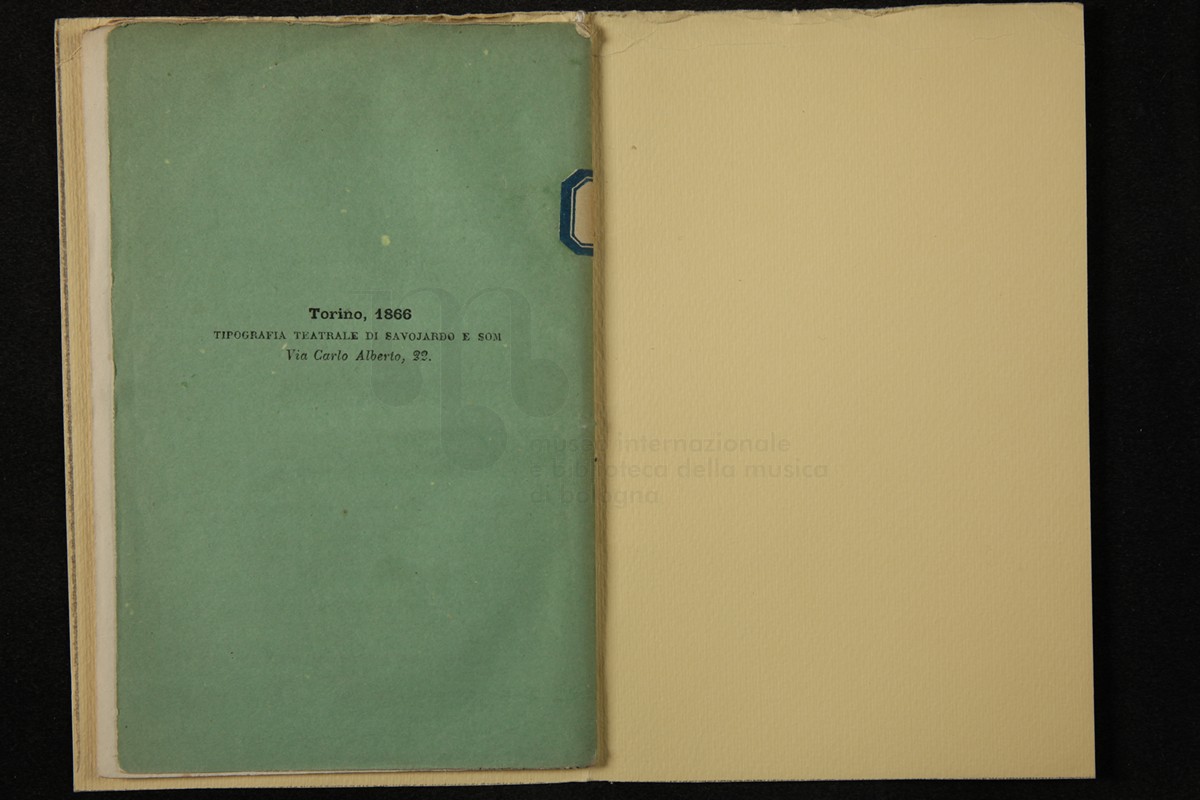 Torino, 1866
TIPOGRAFIA TEATRALE DI SAVOJARDO E SOM
Via Carlo Alberto, 22.
museo internazionale
e biblioteca della musica
di bologna